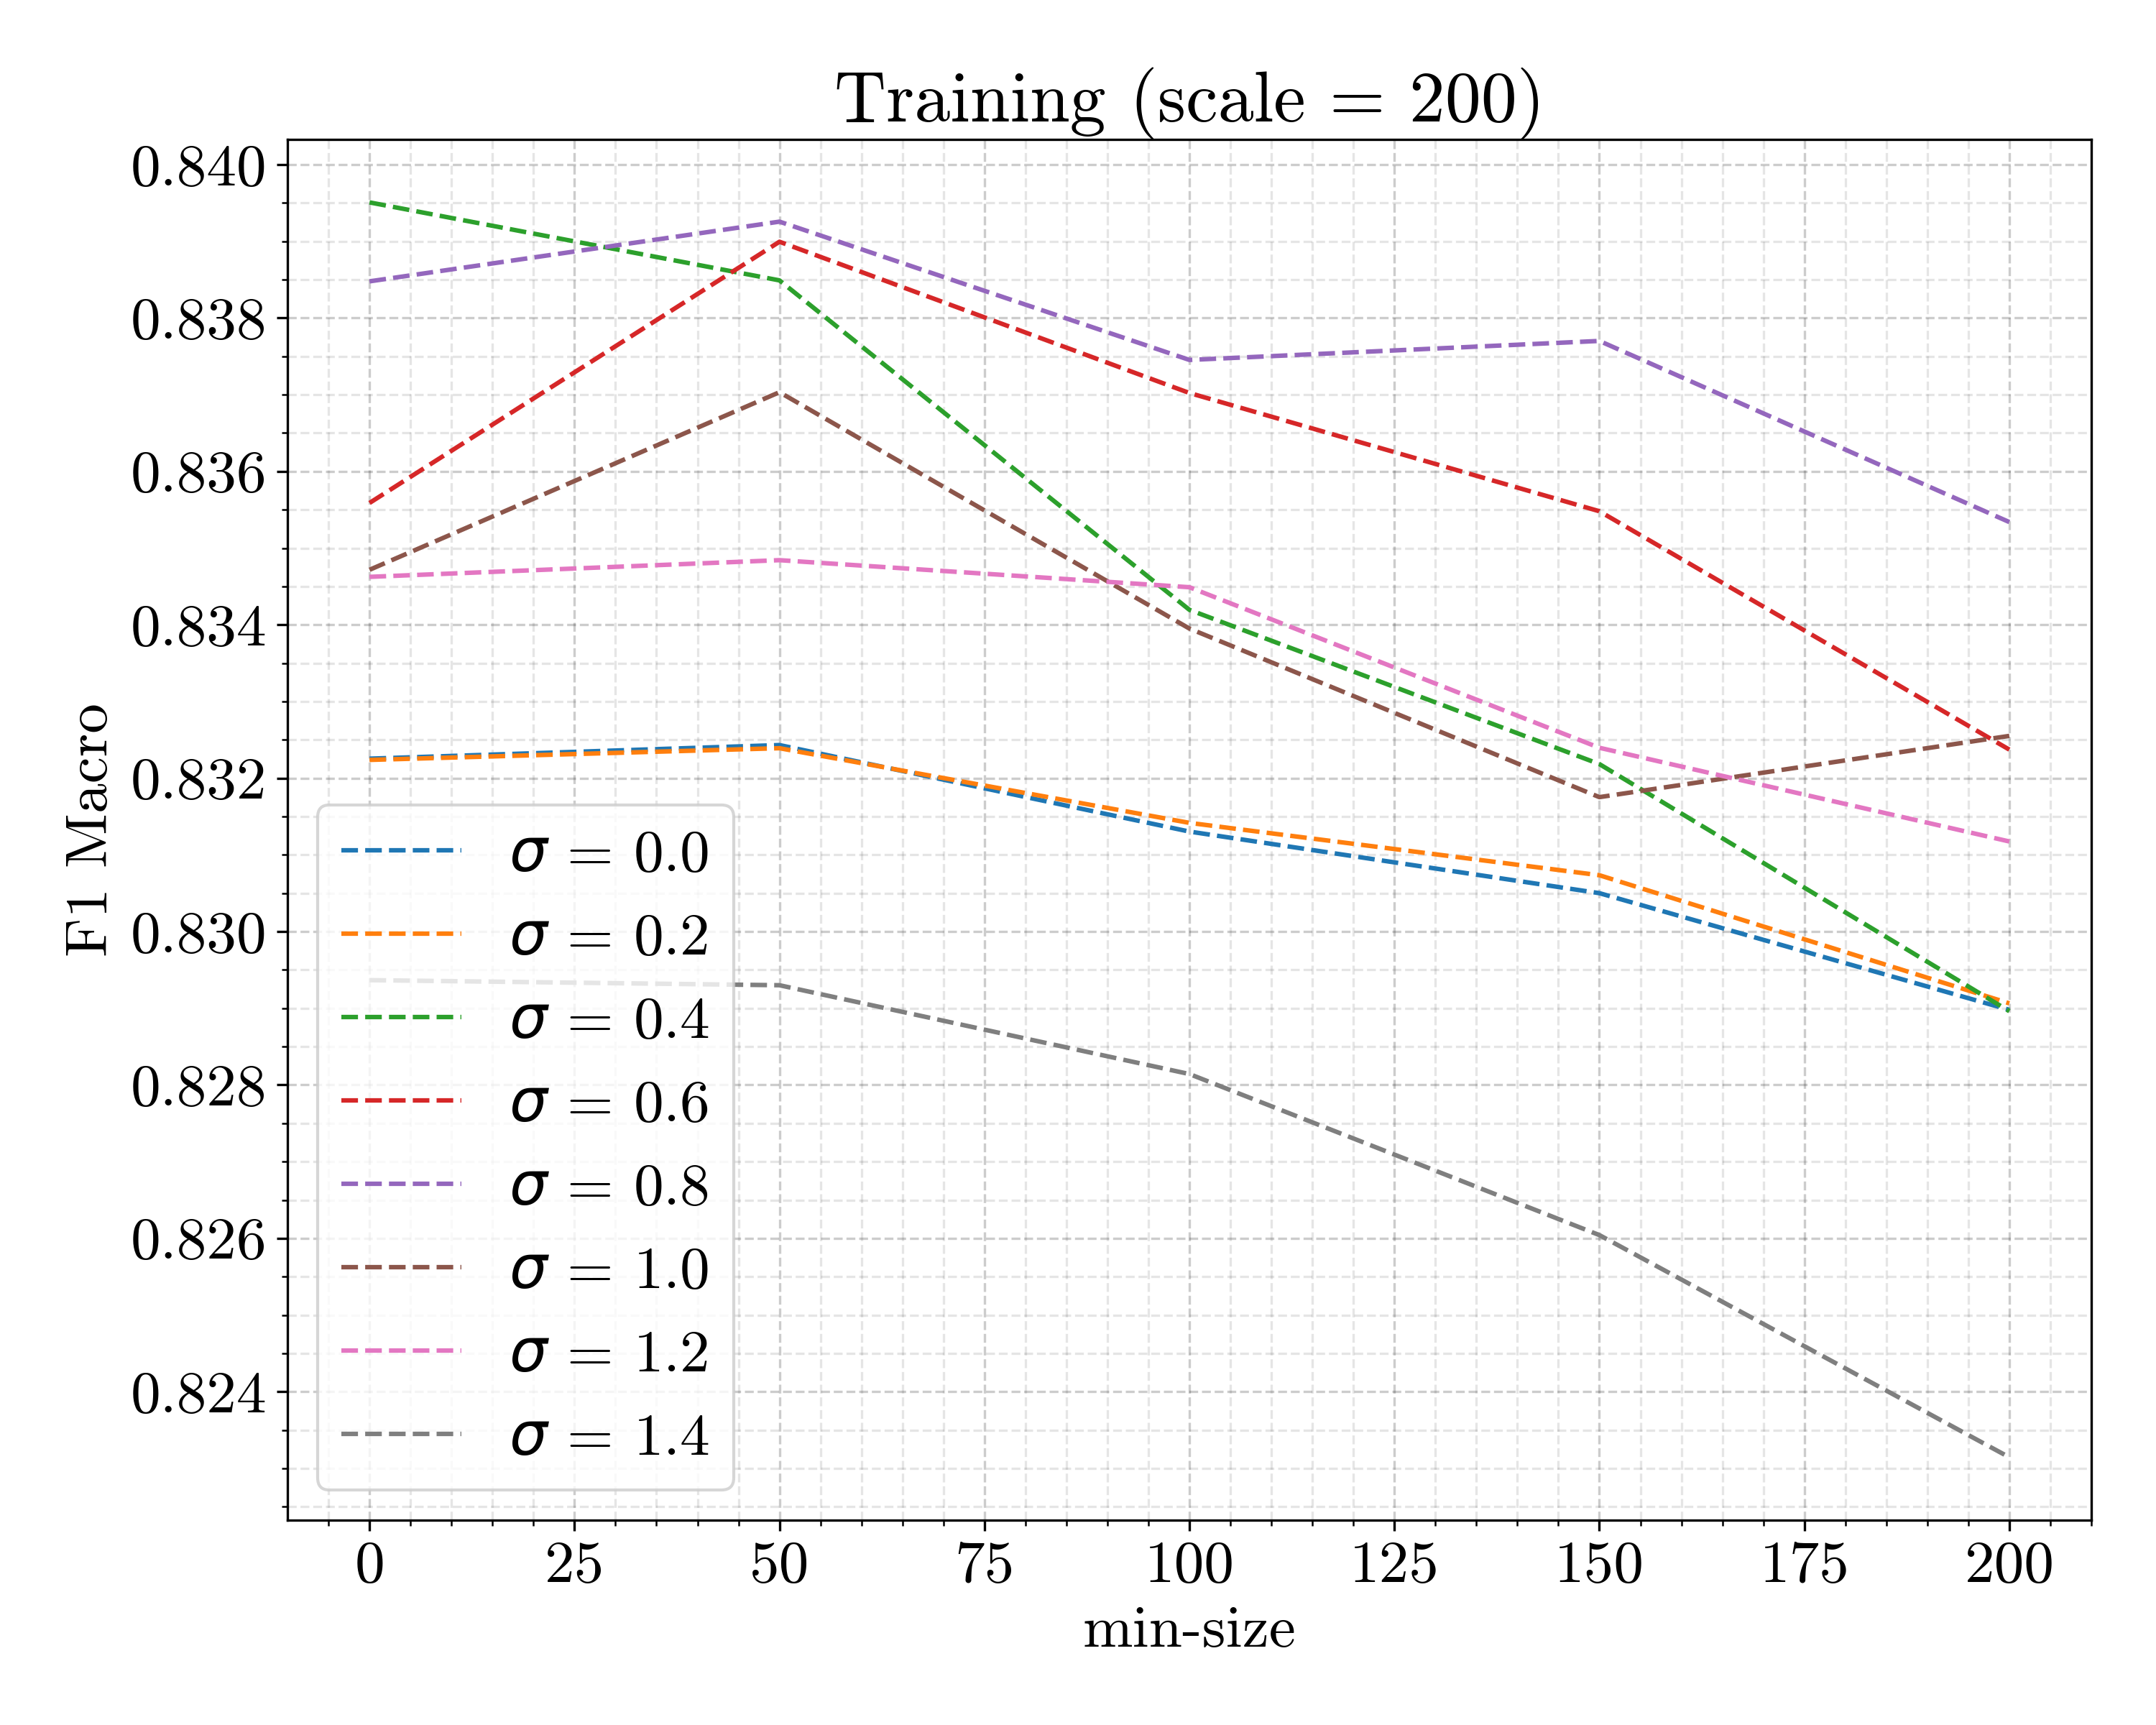 Training (scale = 200)
F1 Macro
0.840
0.838
0.836
0.834
0.832
0.830
0.828
0.826
0.824
σ = 0.0
σ = 0.2
σ = 0.4
σ = 0.6
σ = 0.8
σ = 1.0
σ = 1.2
σ = 1.4
0 25 50 75 100 125 150 175 200
min-size